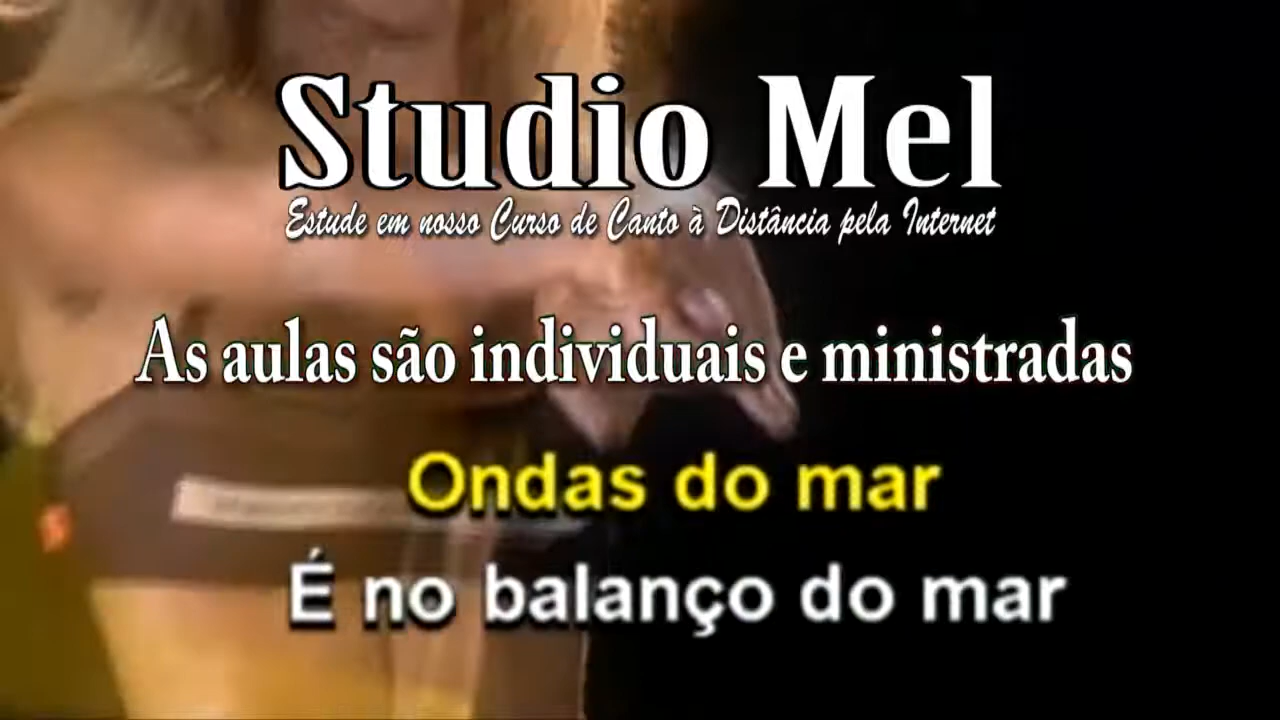 Studio Mel
Estude em nosso Curso de Canto à Distância pela Internet
As aulas são individuais e ministradas
Ondas do mar
É no balanço do mar